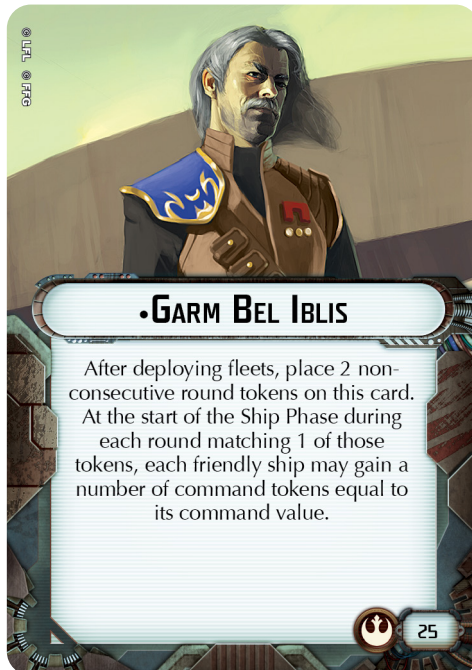 © LFL © FFG
•Garm Bel Iblis
After deploying fleets, place 2 non-
consecutive round tokens on this card.
At the start of the Ship Phase during
each round matching 1 of those
tokens, each friendly ship may gain a
number of command tokens equal to
its command value.
25